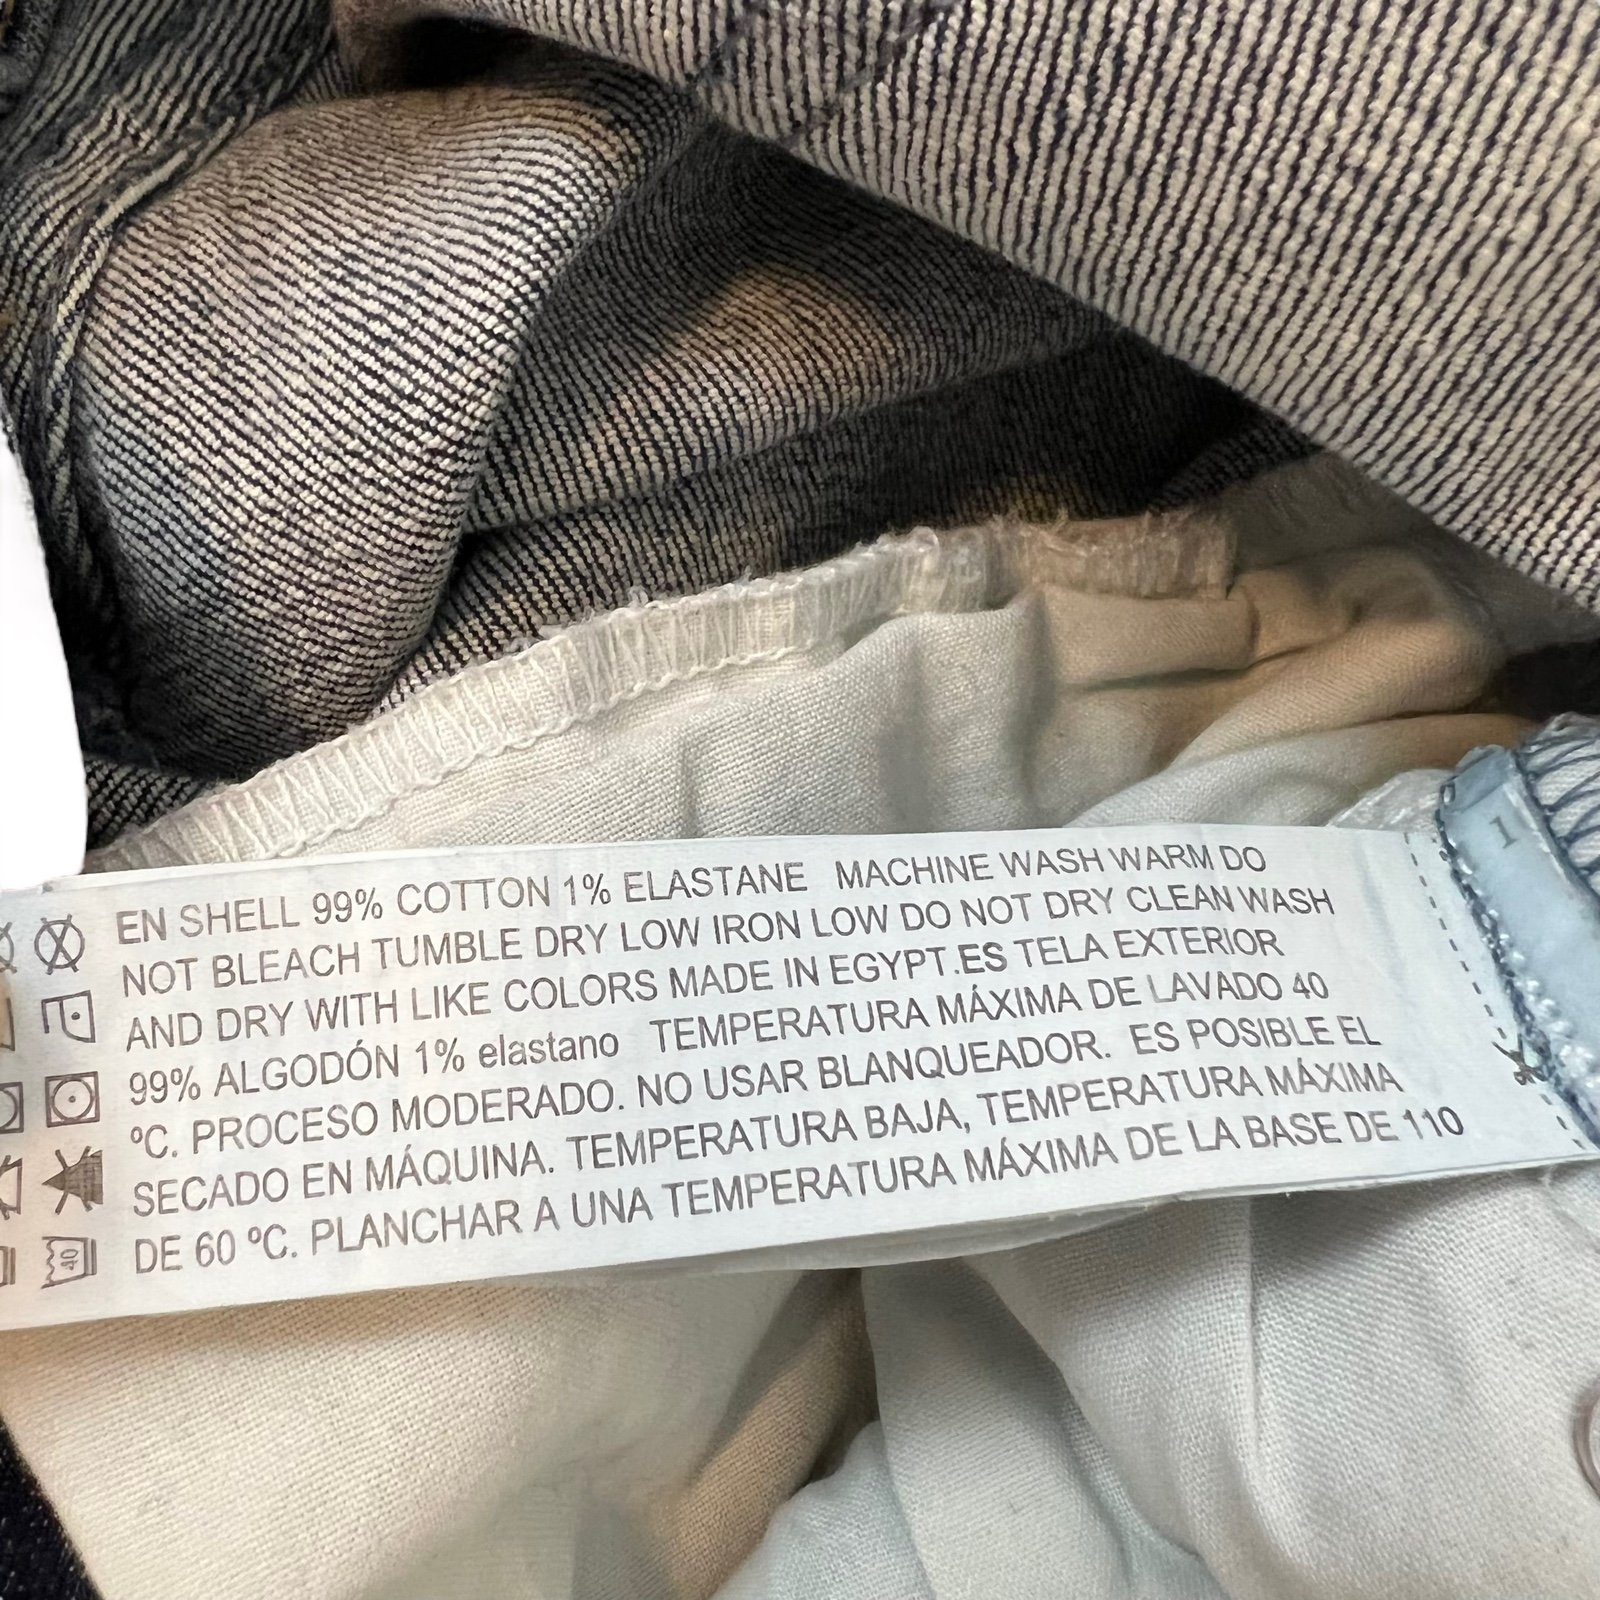 EN SHELL 99% COTTON 1% ELASTANE MACHINE WASH WARM DO
NOT BLEACH TUMBLE DRY LOW IRON LOW DO NOT DRY CLEAN WASH
AND DRY WITH LIKE COLORS MADE IN EGYPT.ES TELA EXTERIOR
99% ALGODÓN 1% elastano TEMPERATURA MÁXIMA DE LAVADO 40
ºC. PROCESO MODERADO. NO USAR BLANQUEADOR. ES POSIBLE EL
SECADO EN MÁQUINA. TEMPERATURA BAJA, TEMPERATURA MÁXIMA
DE 60 ºC. PLANCHAR A UNA TEMPERATURA MÁXIMA DE LA BASE DE 110
40
1